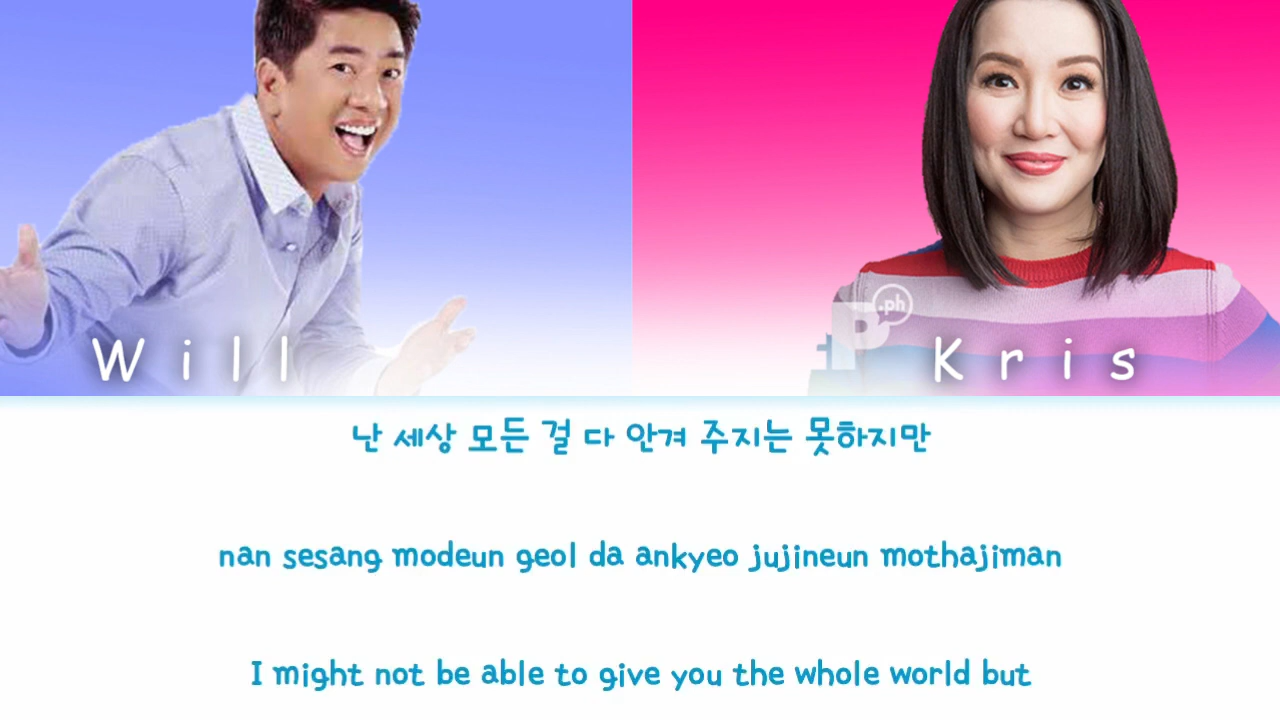 .ph
Will
Kris
난 세상 모든 걸 다 안겨 주지는 못하지만
nan sesang modeun geol da ankyeo jujineun mothajiman
I might not be able to give you the whole world but